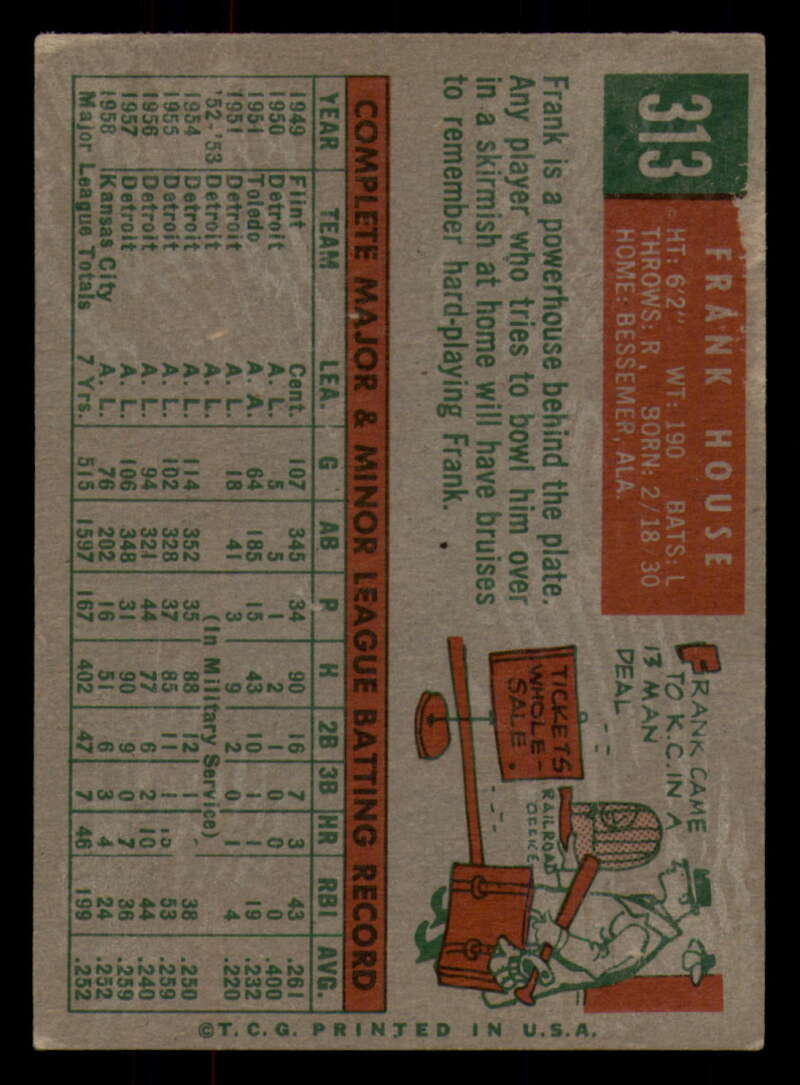 313
FRANK HOUSE
HT: 6'2" WT: 190 BATS: L
THROWS: R BORN: 2/18/30
HOME: BESSEMER, ALA.
Frank is a powerhouse behind the plate.
Any player who tries to bowl him over
in a skirmish at home will have bruises
to remember hard-playing Frank.
FRANK CAME
TO K.C. IN A
13 MAN
DEAL
TICKETS
WHOLE-
SALE.
RAILROAD
OFFICE
COMPLETE MAJOR & MINOR LEAGUE BATTING RECORD
YEAR TEAM LEA. G AB R H 2B 3B HR RBI AVG.
1949 Flint Cent. 107 345 34 90 16 7 3 43 .261
1950 Detroit A. L. 5 5 1 2 1 0 0 0 .400
1951 Toledo A. A. 64 185 15 43 10 1 1 19 .232
1951 Detroit A. L. 18 41 3 9 2 0 1 4 .220
'52-'53 Detroit A. L. (In Military Service)
1954 Detroit A. L. 114 352 35 88 12 1 38 .250
1955 Detroit A. L. 102 328 37 85 11 1 15 53 .259
1956 Detroit A. L. 94 321 44 77 6 2 10 44 .240
1957 Detroit A. L. 106 348 31 90 9 0 7 36 .259
1958 Kansas City A. L. 76 202 16 51 6 3 4 24 .252
Major League Totals 7 Yrs. 515 1597 167 402 47 7 46 199 .252
©T.C.G. PRINTED IN U.S.A.